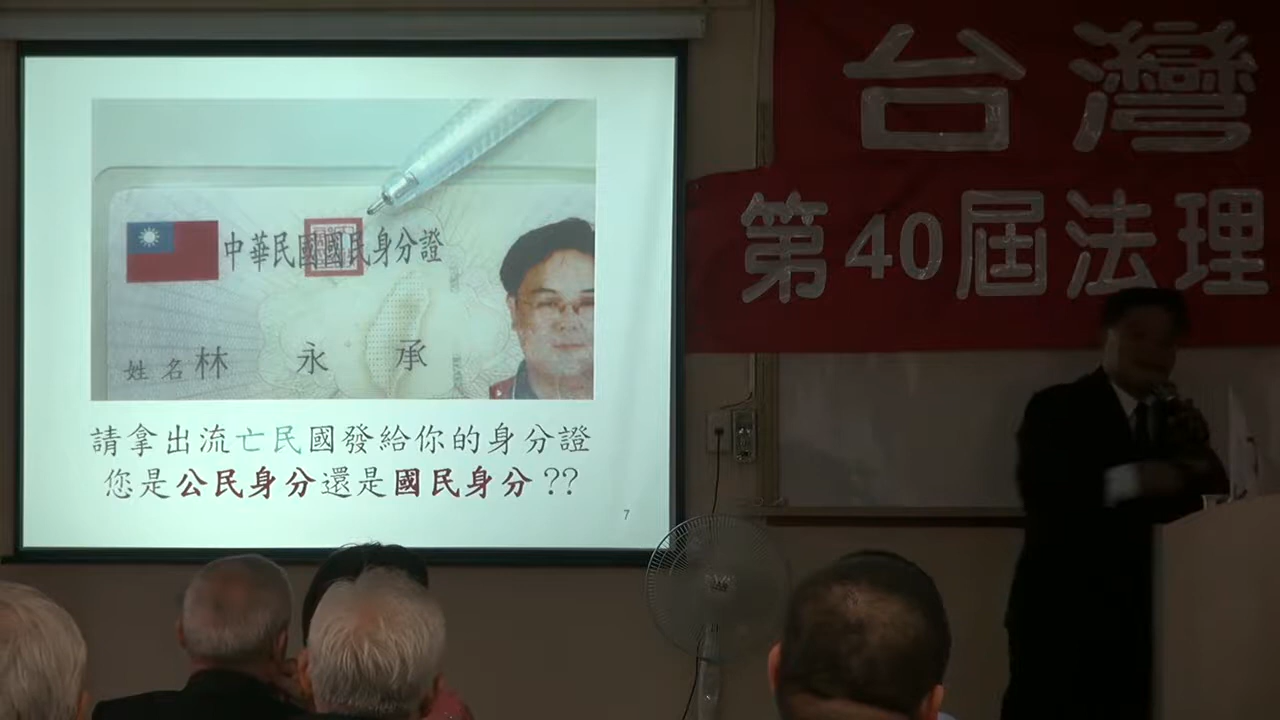 中華民國國民身分證
姓名林永承
請拿出流亡民國發給你的身分證
您是公民身分還是國民身分??
7
台灣
第40屆法理